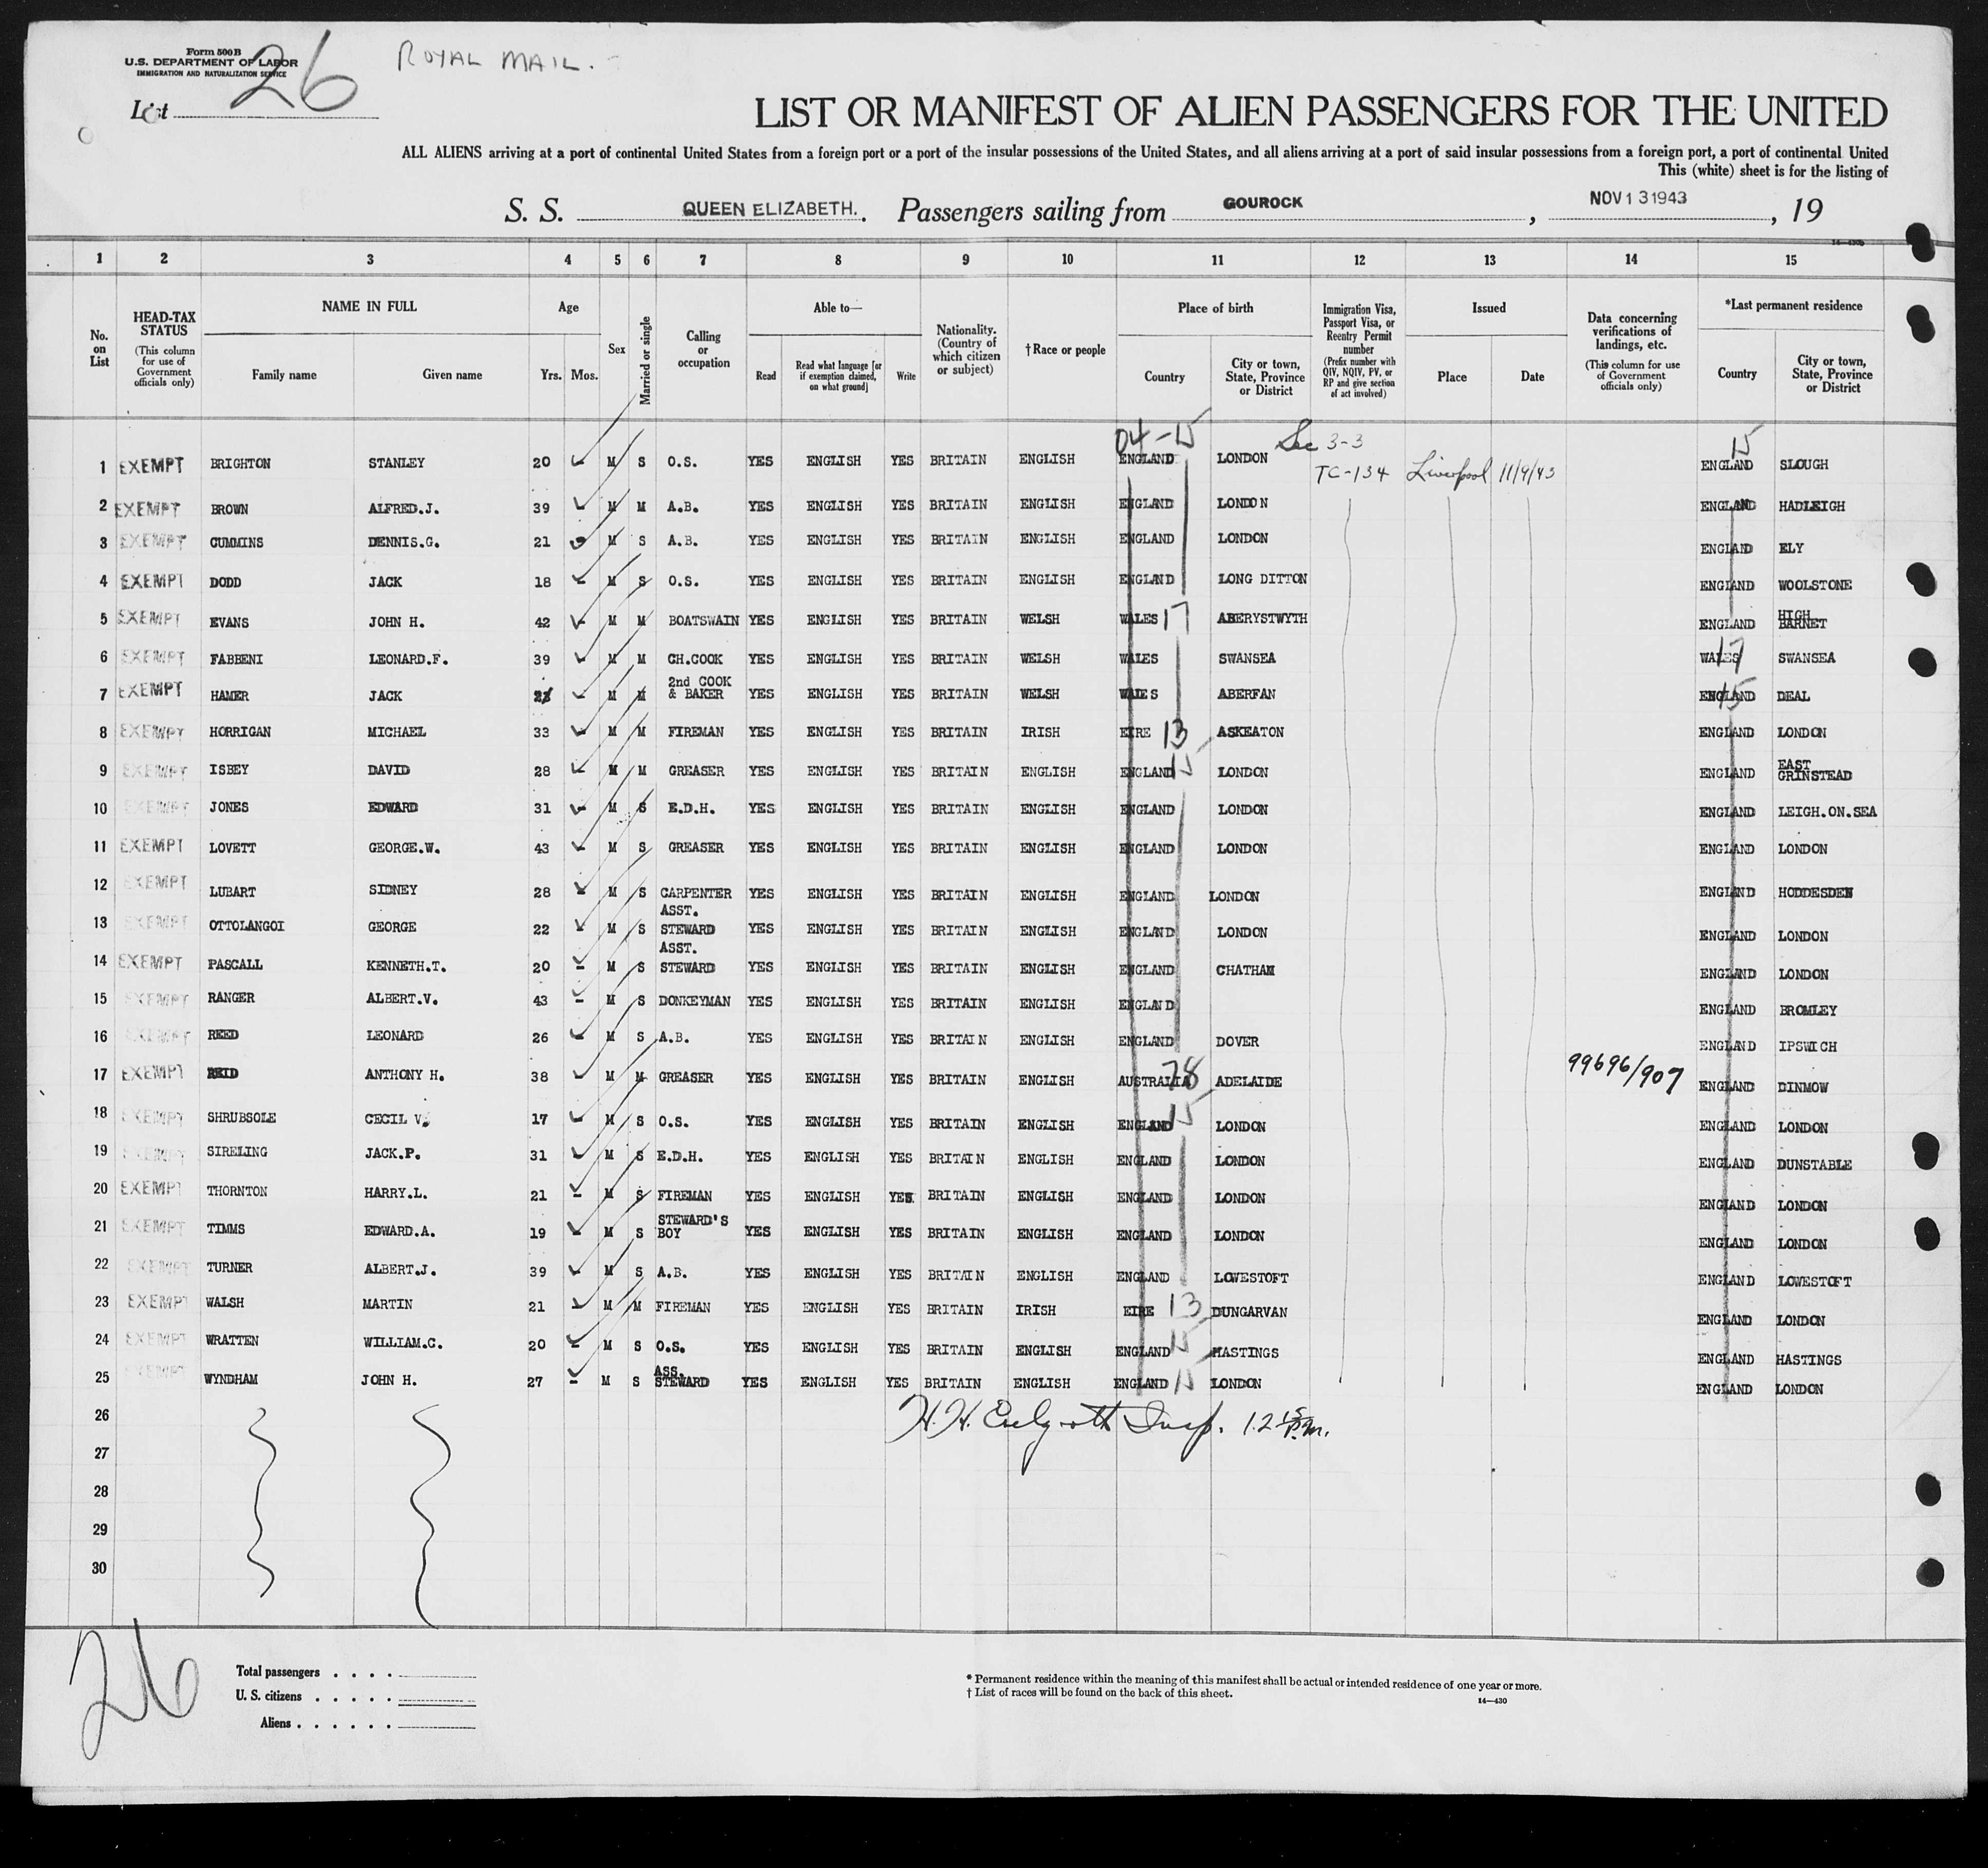 Form 500B
U.S. DEPARTMENT OF LABOR
IMMIGRATION AND NATURALIZATION SERVICE
ROYAL MAIL.
List 26
LIST OR MANIFEST OF ALIEN PASSENGERS FOR THE UNITED
ALL ALIENS arriving at a port of continental United States from a foreign port or a port of the insular possessions of the United States, and all aliens arriving at a port of said insular possessions from a foreign port, a port of continental United
This (white) sheet is for the listing of
S. S. QUEEN ELIZABETH. Passengers sailing from GOUROCK, NOV 13 1943, 19
1 2 3 4 5 6 7 8 9 10 11 12 13 14 15
No. on List
HEAD-TAX STATUS (This column for use of Government officials only)
NAME IN FULL Family name Given name
Age Yrs. Mos.
Sex
Married or single
Calling or occupation
Able to— Read Read what language [or if exemption claimed, on what ground] Write
Nationality. (Country of which citizen or subject)
†Race or people
Place of birth Country City or town, State, Province or District
Immigration Visa, Passport Visa, or Reentry Permit number (Prefix number with QIV, NQIV, PV, or RP and give section of act involved)
Issued Place Date
Data concerning verifications of landings, etc. (This column for use of Government officials only)
*Last permanent residence Country City or town, State, Province or District
04-15 Sec 3-3 15
1 EXEMPT BRIGHTON STANLEY 20 M S O.S. YES ENGLISH YES BRITAIN ENGLISH ENGLAND LONDON TC-134 Liverpool 11/9/43 ENGLAND SLOUGH
2 EXEMPT BROWN ALFRED.J. 39 M M A.B. YES ENGLISH YES BRITAIN ENGLISH ENGLAND LONDON ENGLAND HADLEIGH
3 EXEMPT CUMMINS DENNIS.G. 21 M S A.B. YES ENGLISH YES BRITAIN ENGLISH ENGLAND LONDON ENGLAND ELY
4 EXEMPT DODD JACK 18 M S O.S. YES ENGLISH YES BRITAIN ENGLISH ENGLAND LONG DITTON ENGLAND WOOLSTONE
5 EXEMPT EVANS JOHN H. 42 M M BOATSWAIN YES ENGLISH YES BRITAIN WELSH WALES 17 ABERYSTWYTH ENGLAND HIGH BARNET
6 EXEMPT FABBENI LEONARD.F. 39 M M CH.COOK YES ENGLISH YES BRITAIN WELSH WALES SWANSEA WALES 17 SWANSEA
7 EXEMPT HAMER JACK M M 2nd COOK & BAKER YES ENGLISH YES BRITAIN WELSH WALES ABERFAN ENGLAND 15 DEAL
8 EXEMPT HORRIGAN MICHAEL 33 M M FIREMAN YES ENGLISH YES BRITAIN IRISH EIRE 13 ASKEATON ENGLAND LONDON
9 EXEMPT ISBEY DAVID 28 M M GREASER YES ENGLISH YES BRITAIN ENGLISH ENGLAND 15 LONDON ENGLAND EAST GRINSTEAD
10 EXEMPT JONES EDWARD 31 M S E.D.H. YES ENGLISH YES BRITAIN ENGLISH ENGLAND LONDON ENGLAND LEIGH.ON.SEA
11 EXEMPT LOVETT GEORGE.W. 43 M S GREASER YES ENGLISH YES BRITAIN ENGLISH ENGLAND LONDON ENGLAND LONDON
12 EXEMPT LUBART SIDNEY 28 M S CARPENTER YES ENGLISH YES BRITAIN ENGLISH ENGLAND LONDON ENGLAND HODDESDEN
13 EXEMPT OTTOLANGOI GEORGE 22 M S ASST. STEWARD YES ENGLISH YES BRITAIN ENGLISH ENGLAND LONDON ENGLAND LONDON
14 EXEMPT PASCALL KENNETH.T. 20 M S ASST. STEWARD YES ENGLISH YES BRITAIN ENGLISH ENGLAND CHATHAM ENGLAND LONDON
15 EXEMPT RANGER ALBERT.V. 43 M S DONKEYMAN YES ENGLISH YES BRITAIN ENGLISH ENGLAND ENGLAND BROMLEY
16 EXEMPT REED LEONARD 26 M S A.B. YES ENGLISH YES BRITAIN ENGLISH ENGLAND DOVER ENGLAND IPSWICH
17 EXEMPT REID ANTHONY H. 38 M M GREASER YES ENGLISH YES BRITAIN ENGLISH AUSTRALIA 78 ADELAIDE 99696/907 ENGLAND DINMOW
18 EXEMPT SHRUBSOLE CECIL V. 17 M S O.S. YES ENGLISH YES BRITAIN ENGLISH ENGLAND 15 LONDON ENGLAND LONDON
19 EXEMPT SIRELING JACK.P. 31 M S E.D.H. YES ENGLISH YES BRITAIN ENGLISH ENGLAND LONDON ENGLAND DUNSTABLE
20 EXEMPT THORNTON HARRY.L. 21 M S FIREMAN YES ENGLISH YES BRITAIN ENGLISH ENGLAND LONDON ENGLAND LONDON
21 EXEMPT TIMMS EDWARD.A. 19 M S STEWARD'S BOY YES ENGLISH YES BRITAIN ENGLISH ENGLAND LONDON ENGLAND LONDON
22 EXEMPT TURNER ALBERT.J. 39 M S A.B. YES ENGLISH YES BRITAIN ENGLISH ENGLAND LOWESTOFT ENGLAND LOWESTOFT
23 EXEMPT WALSH MARTIN 21 M M FIREMAN YES ENGLISH YES BRITAIN IRISH EIRE 13 DUNGARVAN ENGLAND LONDON
24 EXEMPT WRATTEN WILLIAM.C. 20 M S O.S. YES ENGLISH YES BRITAIN ENGLISH ENGLAND 15 HASTINGS ENGLAND HASTINGS
25 EXEMPT WYNDHAM JOHN H. 27 M S ASS. STEWARD YES ENGLISH YES BRITAIN ENGLISH ENGLAND 15 LONDON ENGLAND LONDON
26 H.H. Insp.
27
28
29
30
26
Total passengers . . . .
U. S. citizens . . . . .
Aliens . . . . . .
* Permanent residence within the meaning of this manifest shall be actual or intended residence of one year or more.
† List of races will be found on the back of this sheet.
14—430